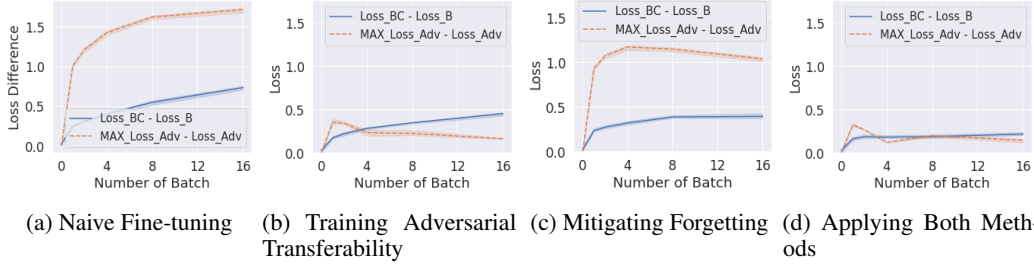 Loss Difference
1.5
1.0
0.5
0.0
Loss_BC - Loss_B
MAX_Loss_Adv - Loss_Adv
0 4 8 12 16
Number of Batch
(a) Naive Fine-tuning
Loss
1.5
1.0
0.5
0.0
Loss_BC - Loss_B
MAX_Loss_Adv - Loss_Adv
0 4 8 12 16
Number of Batch
(b) Training Adversarial
Transferability
Loss
1.5
1.0
0.5
0.0
Loss_BC - Loss_B
MAX_Loss_Adv - Loss_Adv
0 4 8 12 16
Number of Batch
(c) Mitigating Forgetting
Loss
1.5
1.0
0.5
0.0
Loss_BC - Loss_B
MAX_Loss_Adv - Loss_Adv
0 4 8 12 16
Number of Batch
(d) Applying Both Meth-
ods